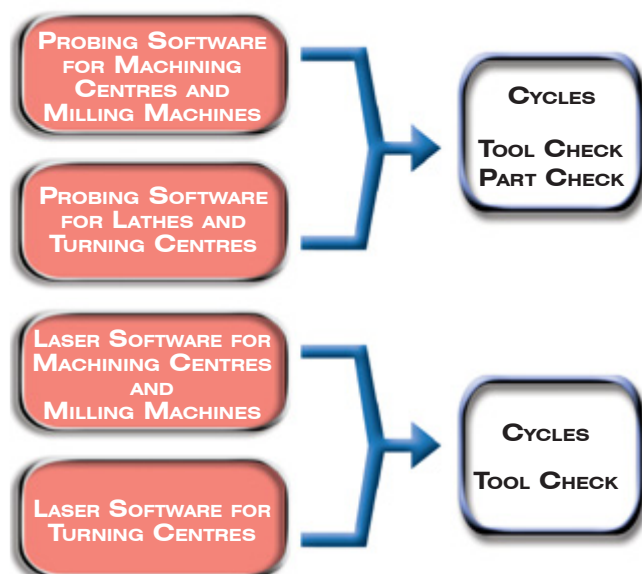 PROBING SOFTWARE
FOR MACHINING
CENTRES AND
MILLING MACHINES
CYCLES
TOOL CHECK
PART CHECK
PROBING SOFTWARE
FOR LATHES AND
TURNING CENTRES
LASER SOFTWARE FOR
MACHINING CENTRES
AND
MILLING MACHINES
CYCLES
TOOL CHECK
LASER SOFTWARE FOR
TURNING CENTRES